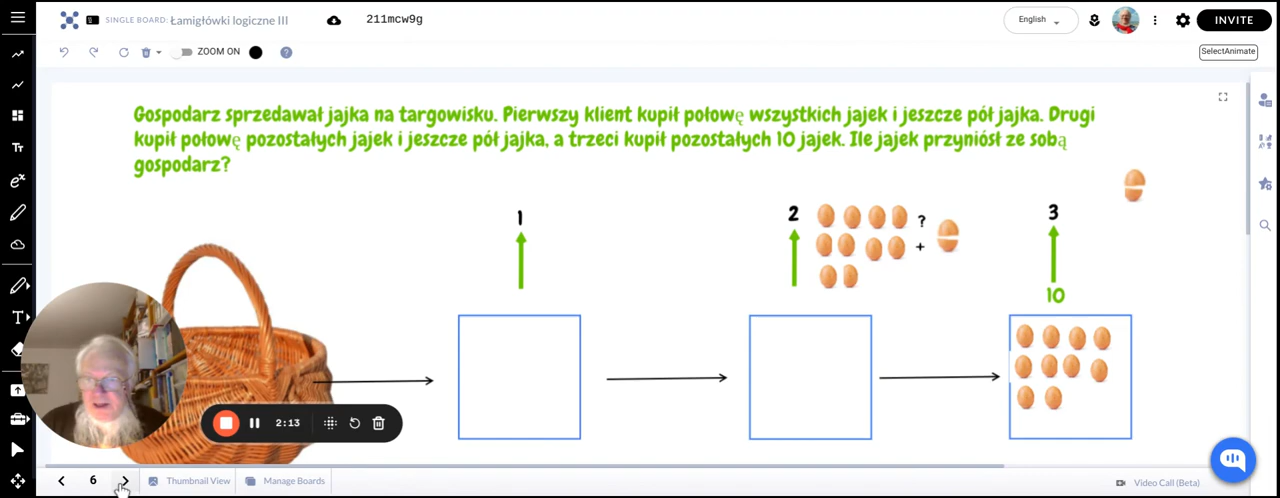 SINGLE BOARD: Łamigłówki logiczne III
211mcw9g
English
INVITE
ZOOM ON
SelectAnimate
Gospodarz sprzedawał jajka na targowisku. Pierwszy klient kupił połowę wszystkich jajek i jeszcze pół jajka. Drugi
kupił połowę pozostałych jajek i jeszcze pół jajka, a trzeci kupił pozostałych 10 jajek. Ile jajek przyniósł ze sobą
gospodarz?
1
2
?
+
3
10
2:13
6
Thumbnail View
Manage Boards
Video Call (Beta)